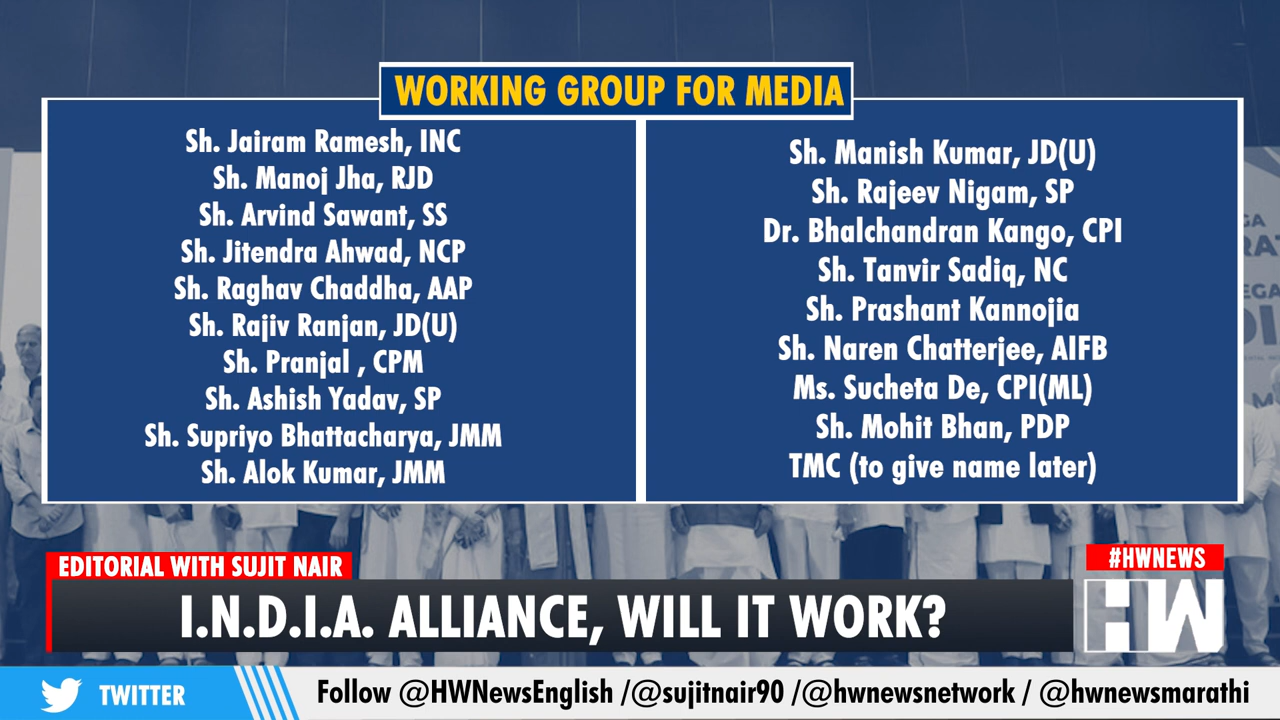 WORKING GROUP FOR MEDIA
Sh. Jairam Ramesh, INC
Sh. Manoj Jha, RJD
Sh. Arvind Sawant, SS
Sh. Jitendra Ahwad, NCP
Sh. Raghav Chaddha, AAP
Sh. Rajiv Ranjan, JD(U)
Sh. Pranjal , CPM
Sh. Ashish Yadav, SP
Sh. Supriyo Bhattacharya, JMM
Sh. Alok Kumar, JMM
Sh. Manish Kumar, JD(U)
Sh. Rajeev Nigam, SP
Dr. Bhalchandran Kango, CPI
Sh. Tanvir Sadiq, NC
Sh. Prashant Kannojia
Sh. Naren Chatterjee, AIFB
Ms. Sucheta De, CPI(ML)
Sh. Mohit Bhan, PDP
TMC (to give name later)
EDITORIAL WITH SUJIT NAIR
I.N.D.I.A. ALLIANCE, WILL IT WORK?
#HWNEWS
HW
TWITTER
Follow @HWNewsEnglish /@sujitnair90 /@hwnewsnetwork / @hwnewsmarathi